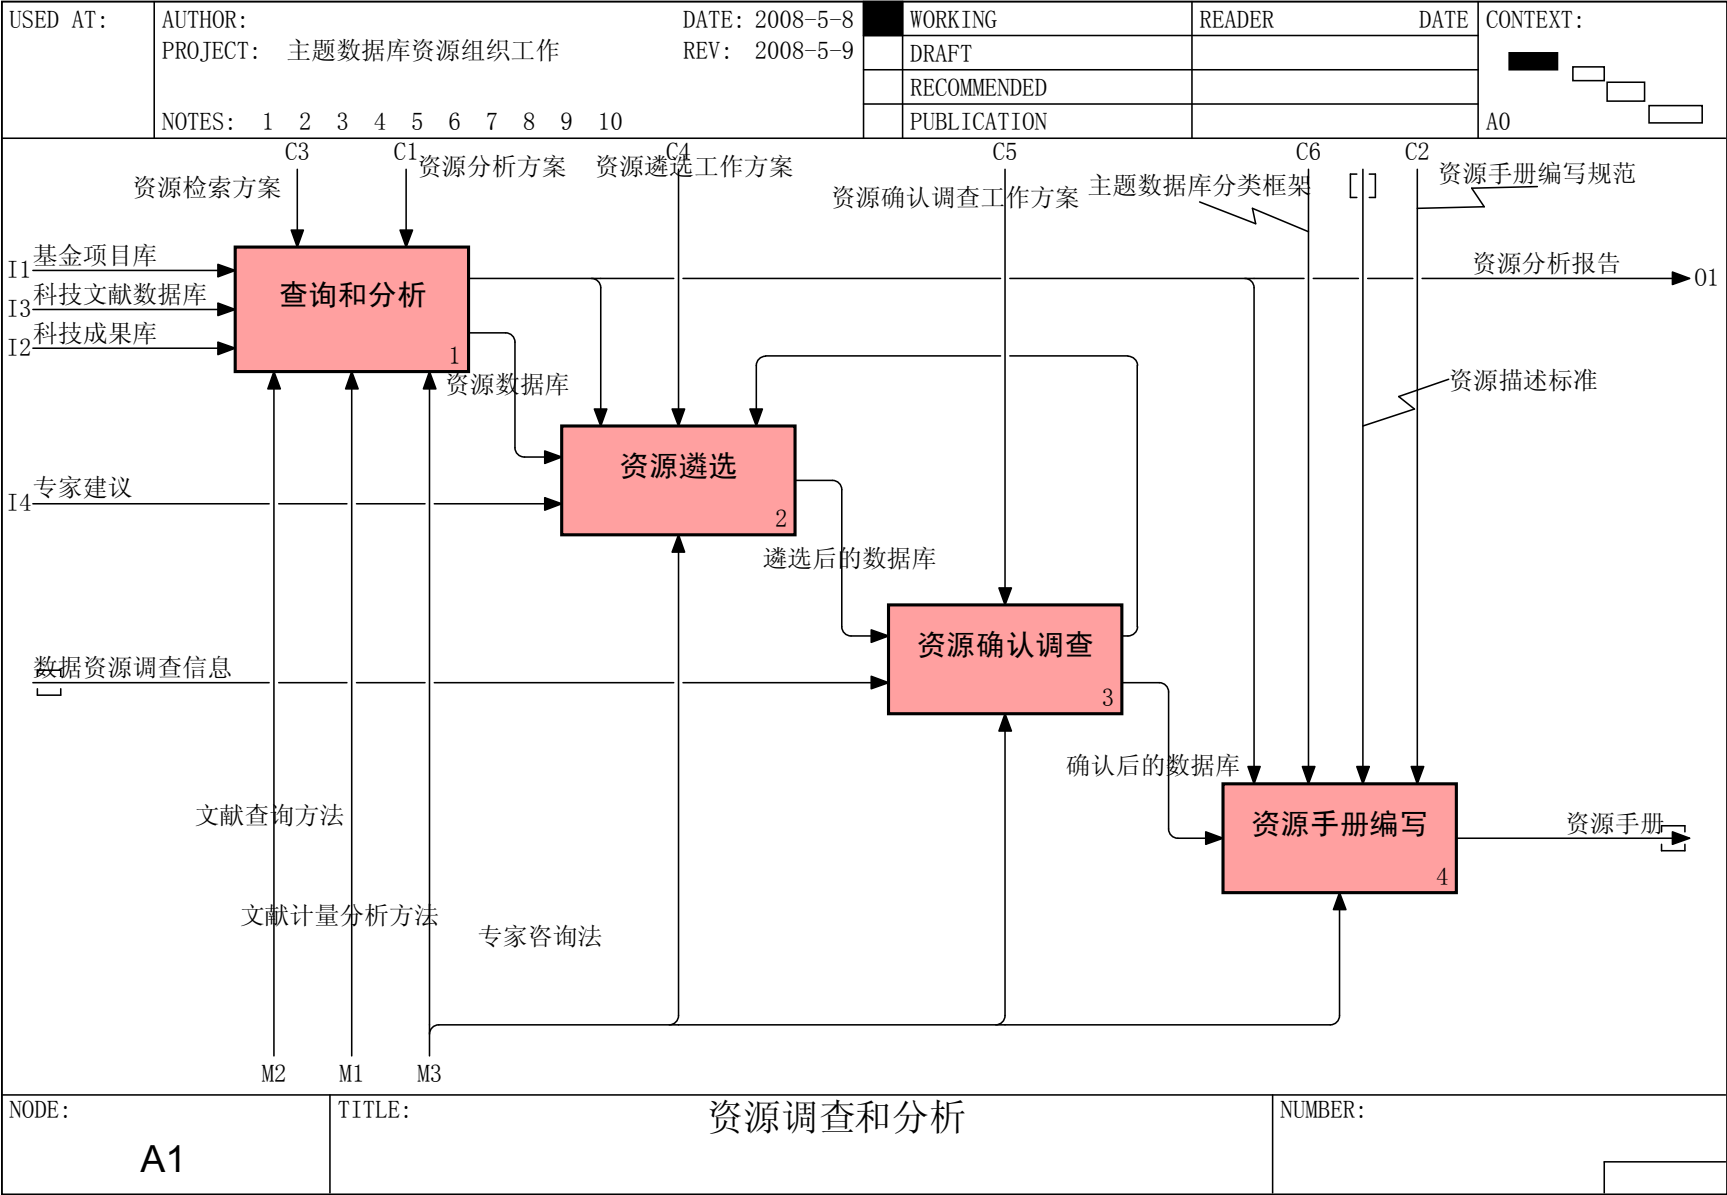 USED AT:
AUTHOR:
DATE: 2008-5-8
WORKING
READER
DATE
CONTEXT:
PROJECT: 主题数据库资源组织工作
REV: 2008-5-9
DRAFT
RECOMMENDED
NOTES: 1 2 3 4 5 6 7 8 9 10
PUBLICATION
A0
C3
C1
C4
C5
C6
C2
资源分析方案
资源遴选工作方案
资源检索方案
资源确认调查工作方案
主题数据库分类框架
资源手册编写规范
I1
基金项目库
资源分析报告
O1
I3
科技文献数据库
查询和分析
I2
科技成果库
1
资源数据库
资源描述标准
资源遴选
2
I4
专家建议
遴选后的数据库
资源确认调查
3
数据资源调查信息
确认后的数据库
文献查询方法
资源手册编写
4
资源手册
文献计量分析方法
专家咨询法
M2
M1
M3
NODE:
A1
TITLE:
资源调查和分析
NUMBER: